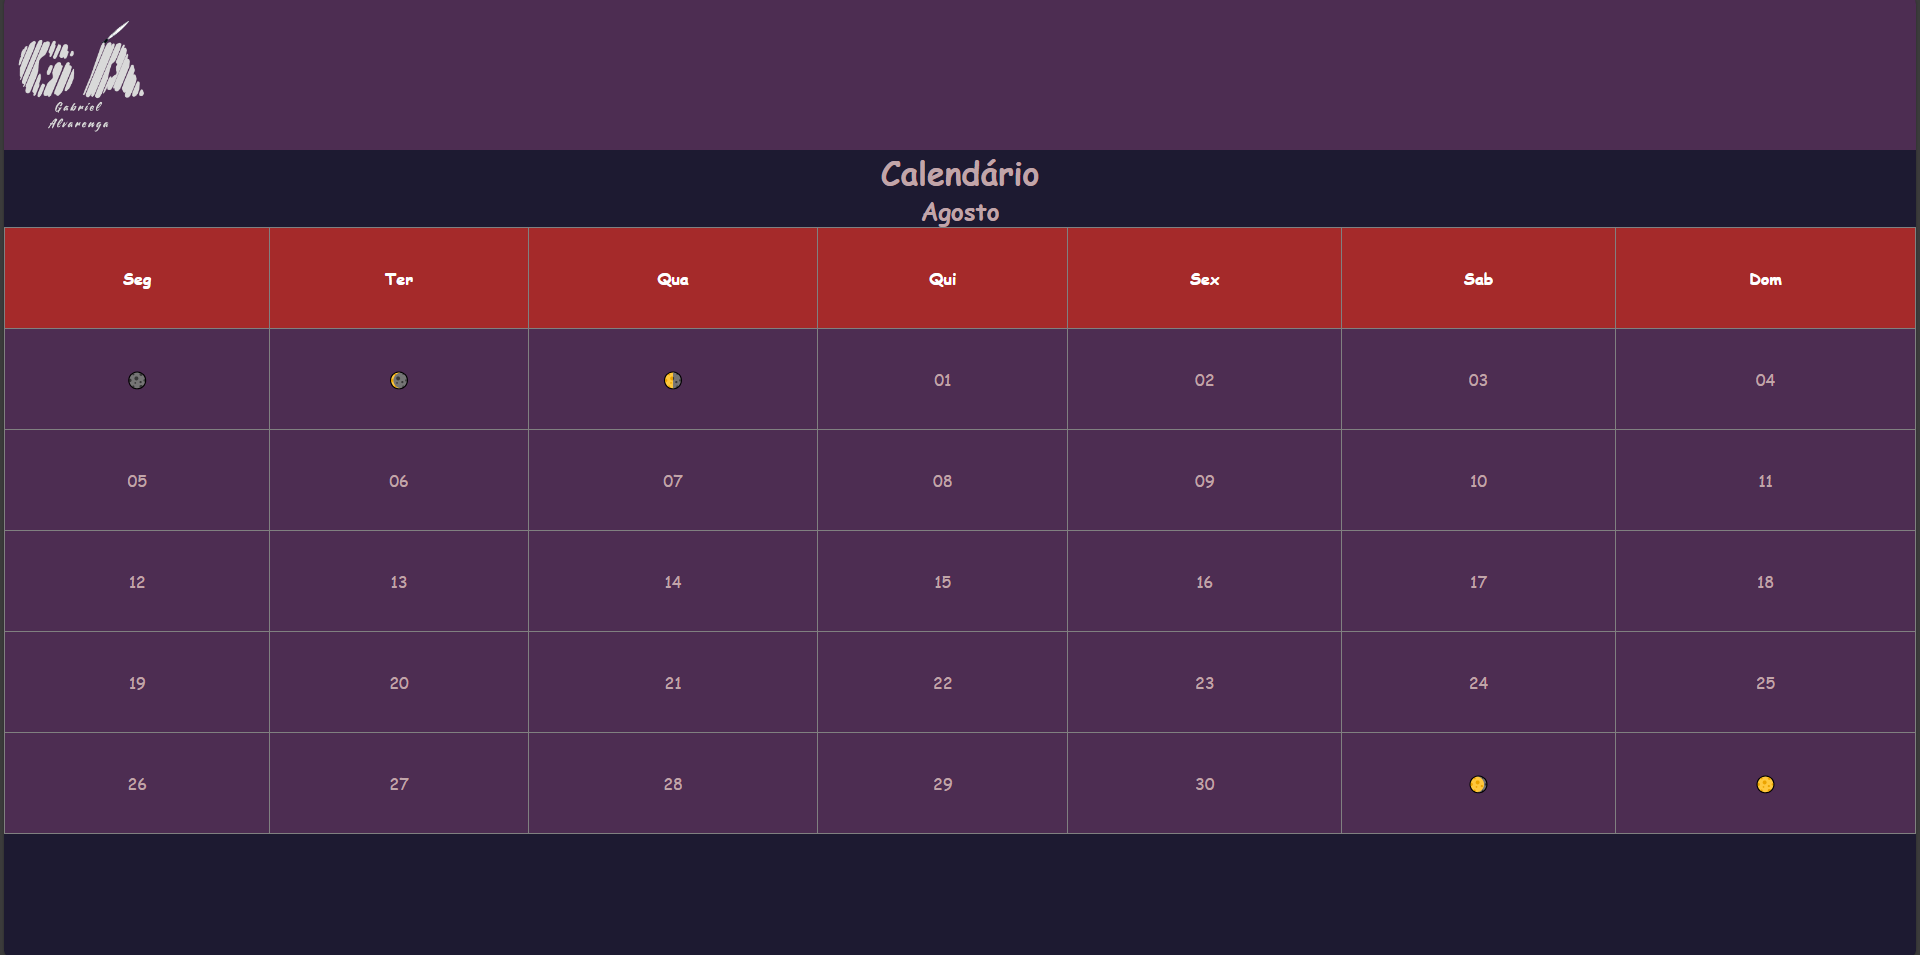 GA
Gabriel
Alvarenga
Calendário
Agosto
Seg Ter Qua Qui Sex Sab Dom
01 02 03 04
05 06 07 08 09 10 11
12 13 14 15 16 17 18
19 20 21 22 23 24 25
26 27 28 29 30